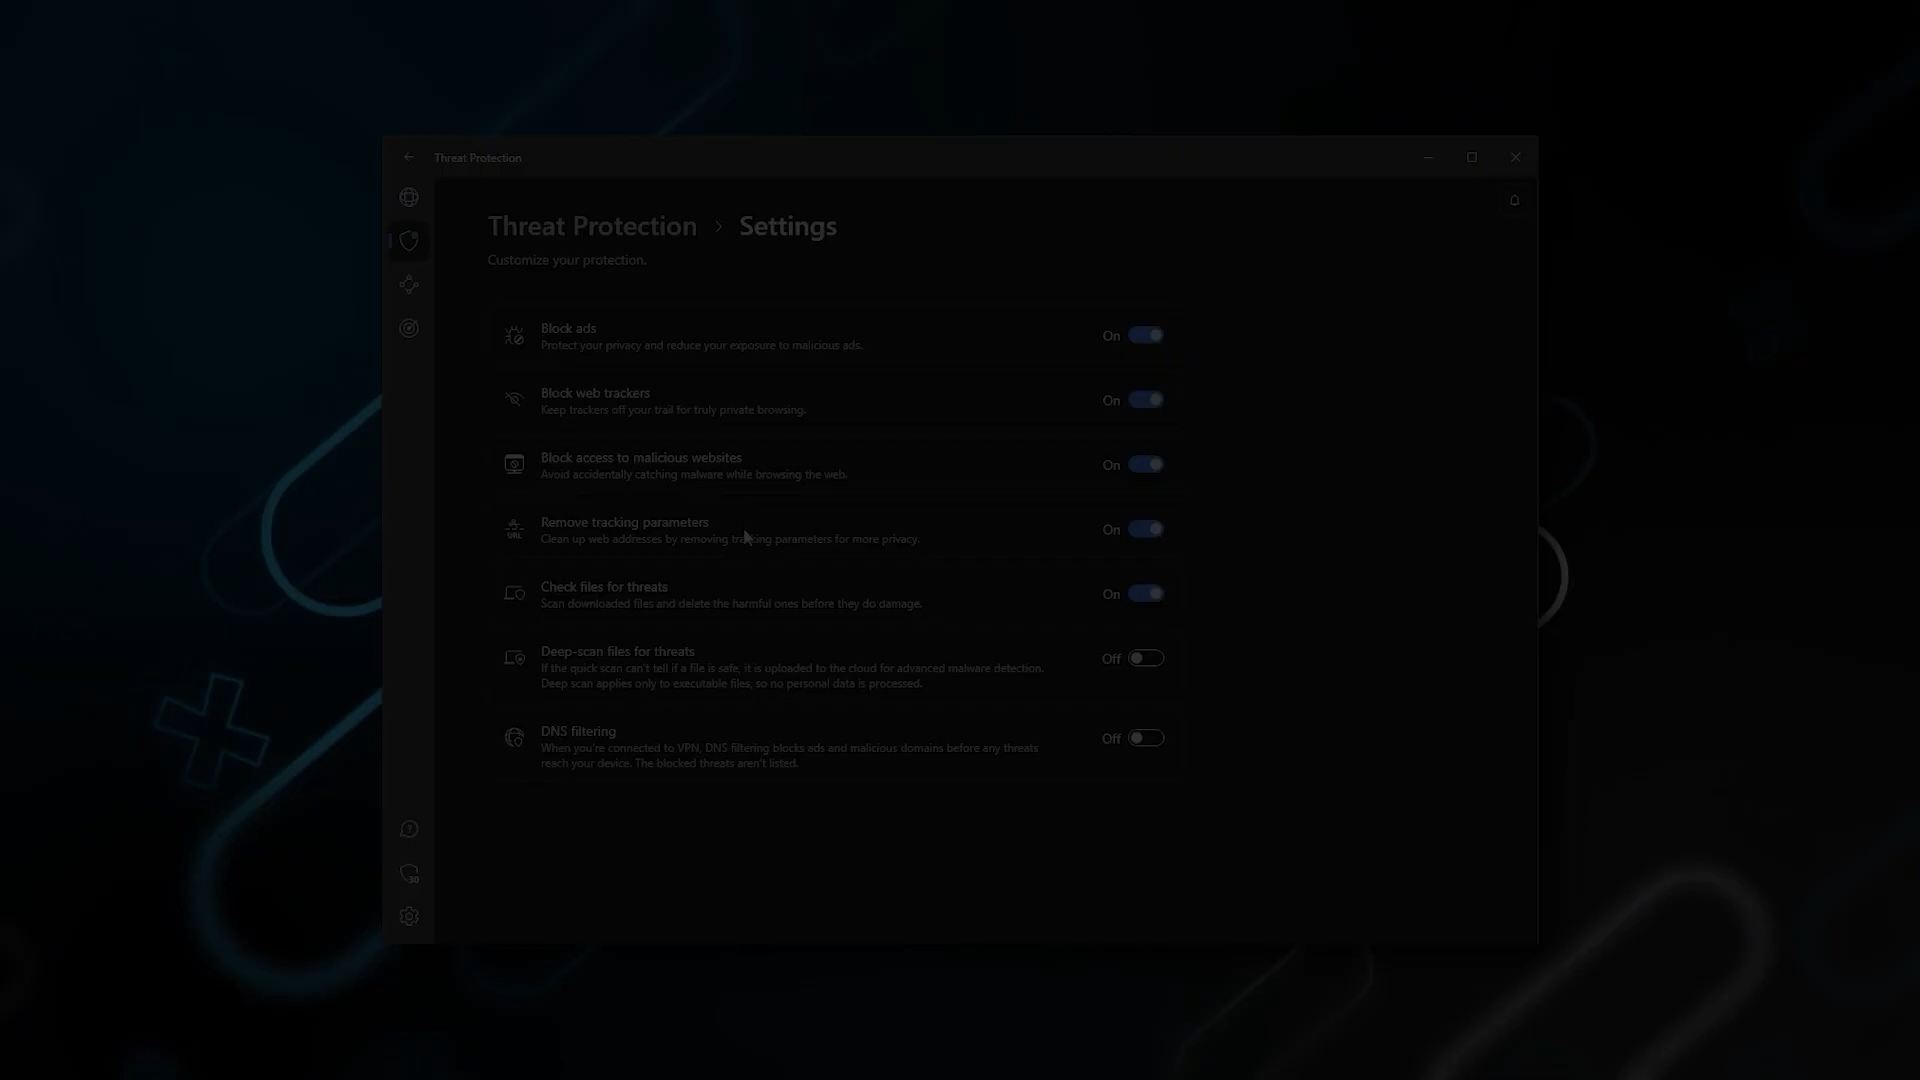 Threat Protection
Threat Protection > Settings
Customize your protection.
Block ads
Protect your privacy and reduce your exposure to malicious ads.
On
Block web trackers
Keep trackers off your trail for truly private browsing.
On
Block access to malicious websites
Avoid accidentally catching malware while browsing the web.
On
Remove tracking parameters
Clean up web addresses by removing tracking parameters for more privacy.
On
URL
Check files for threats
Scan downloaded files and delete the harmful ones before they do damage.
On
Deep-scan files for threats
If the quick scan can't tell if a file is safe, it is uploaded to the cloud for advanced malware detection.
Deep scan applies only to executable files, so no personal data is processed.
Off
DNS filtering
When you're connected to VPN, DNS filtering blocks ads and malicious domains before any threats
reach your device. The blocked threats aren't listed.
Off
30